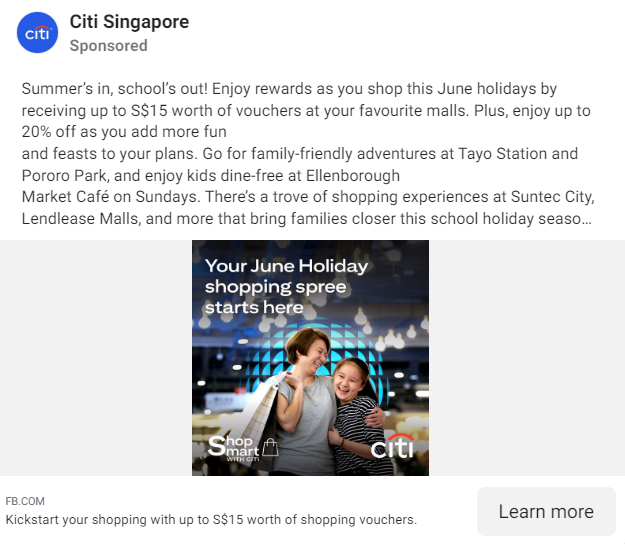 citi
Citi Singapore
Sponsored
Summer's in, school's out! Enjoy rewards as you shop this June holidays by
receiving up to S$15 worth of vouchers at your favourite malls. Plus, enjoy up to
20% off as you add more fun
and feasts to your plans. Go for family-friendly adventures at Tayo Station and
Pororo Park, and enjoy kids dine-free at Ellenborough
Market Café on Sundays. There's a trove of shopping experiences at Suntec City,
Lendlease Malls, and more that bring families closer this school holiday seaso...
Your June Holiday
shopping spree
starts here
Shop
Smart
WITH CITI
citi
FB.COM
Kickstart your shopping with up to S$15 worth of shopping vouchers.
Learn more